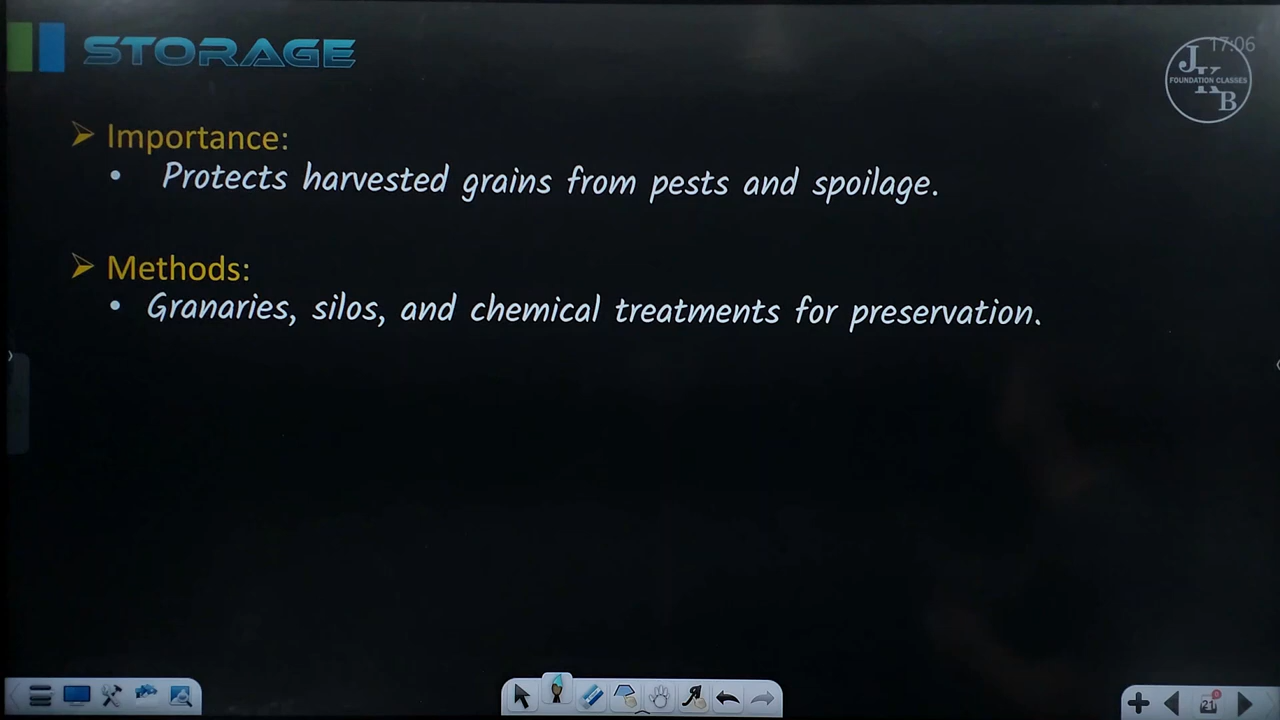 STORAGE
17:06
J
K
B
FOUNDATION CLASSES
Importance:
Protects harvested grains from pests and spoilage.
Methods:
Granaries, silos, and chemical treatments for preservation.
21